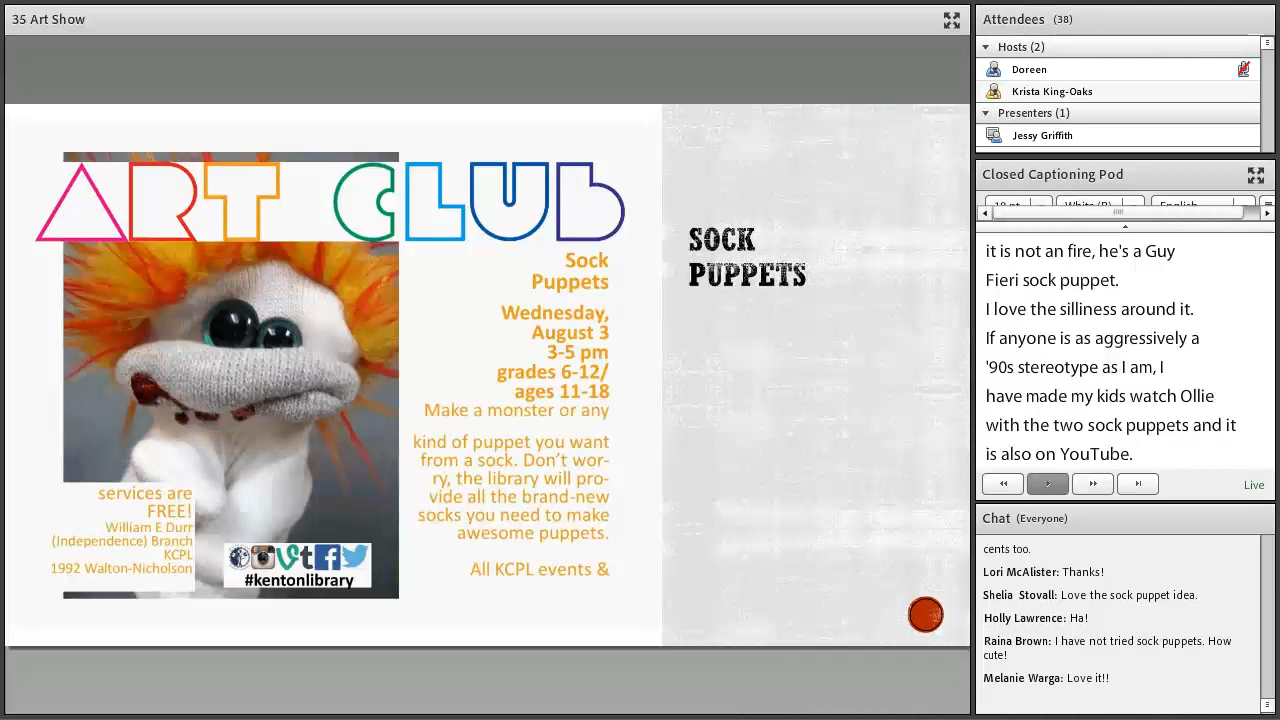 35 Art Show
ART CLUB
Sock
Puppets
Wednesday,
August 3
3-5 pm
grades 6-12/
ages 11-18
Make a monster or any
kind of puppet you want
from a sock. Don't wor-
ry, the library will pro-
vide all the brand-new
socks you need to make
awesome puppets.
All KCPL events &
services are
FREE!
William E Durr
(Independence) Branch
KCPL
1992 Walton-Nicholson
#kentonlibrary
SOCK
PUPPETS
Attendees (38)
Hosts (2)
Doreen
Krista King-Oaks
Presenters (1)
Jessy Griffith
Closed Captioning Pod
18 pt
White (B)
English
it is not an fire, he's a Guy
Fieri sock puppet.
I love the silliness around it.
If anyone is as aggressively a
'90s stereotype as I am, I
have made my kids watch Ollie
with the two sock puppets and it
is also on YouTube.
Live
Chat (Everyone)
cents too.
Lori McAlister: Thanks!
Shelia Stovall: Love the sock puppet idea.
Holly Lawrence: Ha!
Raina Brown: I have not tried sock puppets. How
cute!
Melanie Warga: Love it!!